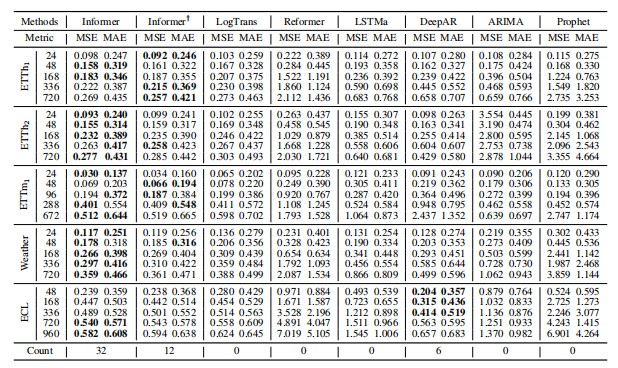 Methods Informer Informer† LogTrans Reformer LSTMa DeepAR ARIMA Prophet
Metric MSE MAE MSE MAE MSE MAE MSE MAE MSE MAE MSE MAE MSE MAE MSE MAE
ETTh₁
24 0.098 0.247 0.092 0.246 0.103 0.259 0.222 0.389 0.114 0.272 0.107 0.280 0.108 0.284 0.115 0.275
48 0.158 0.319 0.161 0.322 0.167 0.328 0.284 0.445 0.193 0.358 0.162 0.327 0.175 0.424 0.168 0.330
168 0.183 0.346 0.187 0.355 0.207 0.375 1.522 1.191 0.236 0.392 0.239 0.422 0.396 0.504 1.224 0.763
336 0.222 0.387 0.215 0.369 0.230 0.398 1.860 1.124 0.590 0.698 0.445 0.552 0.468 0.593 1.549 1.820
720 0.269 0.435 0.257 0.421 0.273 0.463 2.112 1.436 0.683 0.768 0.658 0.707 0.659 0.766 2.735 3.253
ETTh₂
24 0.093 0.240 0.099 0.241 0.102 0.255 0.263 0.437 0.155 0.307 0.098 0.263 3.554 0.445 0.199 0.381
48 0.155 0.314 0.159 0.317 0.169 0.348 0.458 0.545 0.190 0.348 0.163 0.341 3.190 0.474 0.304 0.462
168 0.232 0.389 0.235 0.390 0.246 0.422 1.029 0.879 0.385 0.514 0.255 0.414 2.800 0.595 2.145 1.068
336 0.263 0.417 0.258 0.423 0.267 0.437 1.668 1.228 0.558 0.606 0.604 0.607 2.753 0.738 2.096 2.543
720 0.277 0.431 0.285 0.442 0.303 0.493 2.030 1.721 0.640 0.681 0.429 0.580 2.878 1.044 3.355 4.664
ETTm₁
24 0.030 0.137 0.034 0.160 0.065 0.202 0.095 0.228 0.121 0.233 0.091 0.243 0.090 0.206 0.120 0.290
48 0.069 0.203 0.066 0.194 0.078 0.220 0.249 0.390 0.305 0.411 0.219 0.362 0.179 0.306 0.133 0.305
96 0.194 0.372 0.187 0.384 0.199 0.386 0.920 0.767 0.287 0.420 0.364 0.496 0.272 0.399 0.194 0.396
288 0.401 0.554 0.409 0.548 0.411 0.572 1.108 1.245 0.524 0.584 0.948 0.795 0.462 0.558 0.452 0.574
672 0.512 0.644 0.519 0.665 0.598 0.702 1.793 1.528 1.064 0.873 2.437 1.352 0.639 0.697 2.747 1.174
Weather
24 0.117 0.251 0.119 0.256 0.136 0.279 0.231 0.401 0.131 0.254 0.128 0.274 0.219 0.355 0.302 0.433
48 0.178 0.318 0.185 0.316 0.206 0.356 0.328 0.423 0.190 0.334 0.203 0.353 0.273 0.409 0.445 0.536
168 0.266 0.398 0.269 0.404 0.309 0.439 0.654 0.634 0.341 0.448 0.293 0.451 0.503 0.599 2.441 1.142
336 0.297 0.416 0.310 0.422 0.359 0.484 1.792 1.093 0.456 0.554 0.585 0.644 0.728 0.730 1.987 2.468
720 0.359 0.466 0.361 0.471 0.388 0.499 2.087 1.534 0.866 0.809 0.499 0.596 1.062 0.943 3.859 1.144
ECL
48 0.239 0.359 0.238 0.368 0.280 0.429 0.971 0.884 0.493 0.539 0.204 0.357 0.879 0.764 0.524 0.595
168 0.447 0.503 0.442 0.514 0.454 0.529 1.671 1.587 0.723 0.655 0.315 0.436 1.032 0.833 2.725 1.273
336 0.489 0.528 0.501 0.552 0.514 0.563 3.528 2.196 1.212 0.898 0.414 0.519 1.136 0.876 2.246 3.077
720 0.540 0.571 0.543 0.578 0.558 0.609 4.891 4.047 1.511 0.966 0.563 0.595 1.251 0.933 4.243 1.415
960 0.582 0.608 0.594 0.638 0.624 0.645 7.019 5.105 1.545 1.006 0.657 0.683 1.370 0.982 6.901 4.264
Count 32 12 0 0 0 6 0 0